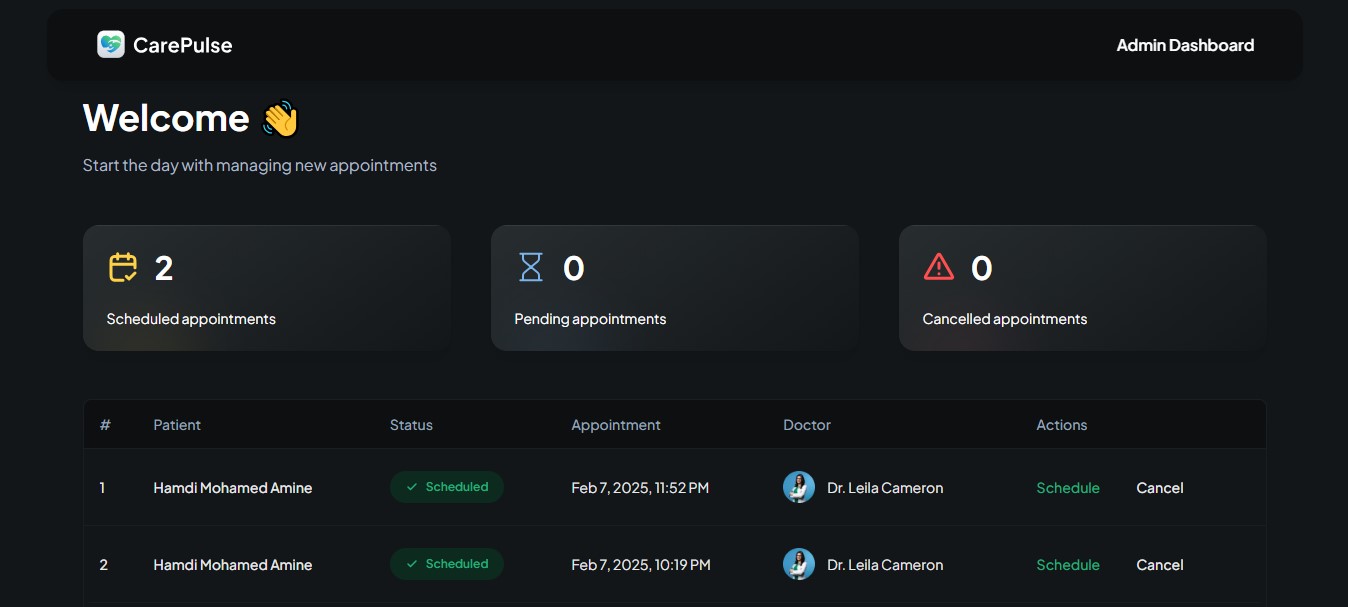 CarePulse
Admin Dashboard
Welcome 👋
Start the day with managing new appointments
2
Scheduled appointments
0
Pending appointments
0
Cancelled appointments
# Patient Status Appointment Doctor Actions
1 Hamdi Mohamed Amine Scheduled Feb 7, 2025, 11:52 PM Dr. Leila Cameron Schedule Cancel
2 Hamdi Mohamed Amine Scheduled Feb 7, 2025, 10:19 PM Dr. Leila Cameron Schedule Cancel